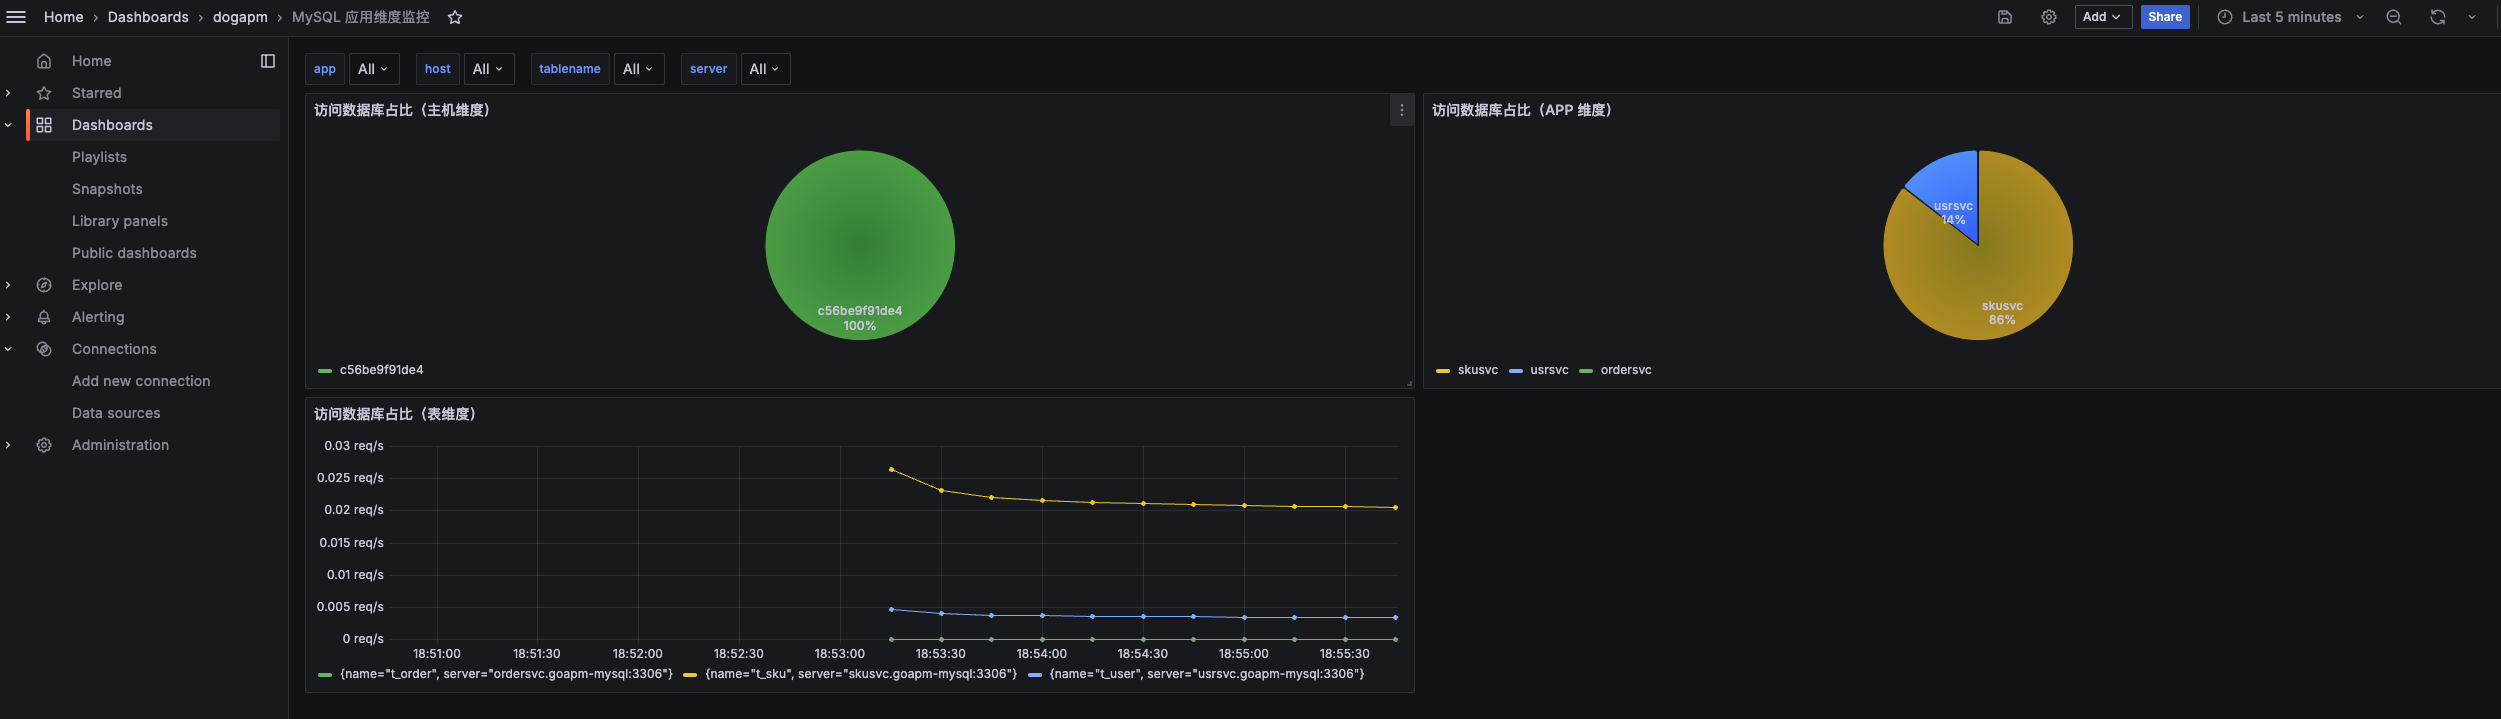 Home › Dashboards › dogapm › MySQL 应用维度监控
Add
Share
Last 5 minutes
Home
Starred
Dashboards
Playlists
Snapshots
Library panels
Public dashboards
Explore
Alerting
Connections
Add new connection
Data sources
Administration
app All host All tablename All server All
访问数据库占比（主机维度）
c56be9f91de4
100%
c56be9f91de4
访问数据库占比（APP 维度）
usrsvc
14%
skusvc
86%
skusvc usrsvc ordersvc
访问数据库占比（表维度）
0.03 req/s
0.025 req/s
0.02 req/s
0.015 req/s
0.01 req/s
0.005 req/s
0 req/s
18:51:00 18:51:30 18:52:00 18:52:30 18:53:00 18:53:30 18:54:00 18:54:30 18:55:00 18:55:30
{name="t_order", server="ordersvc.goapm-mysql:3306"} {name="t_sku", server="skusvc.goapm-mysql:3306"} {name="t_user", server="usrsvc.goapm-mysql:3306"}